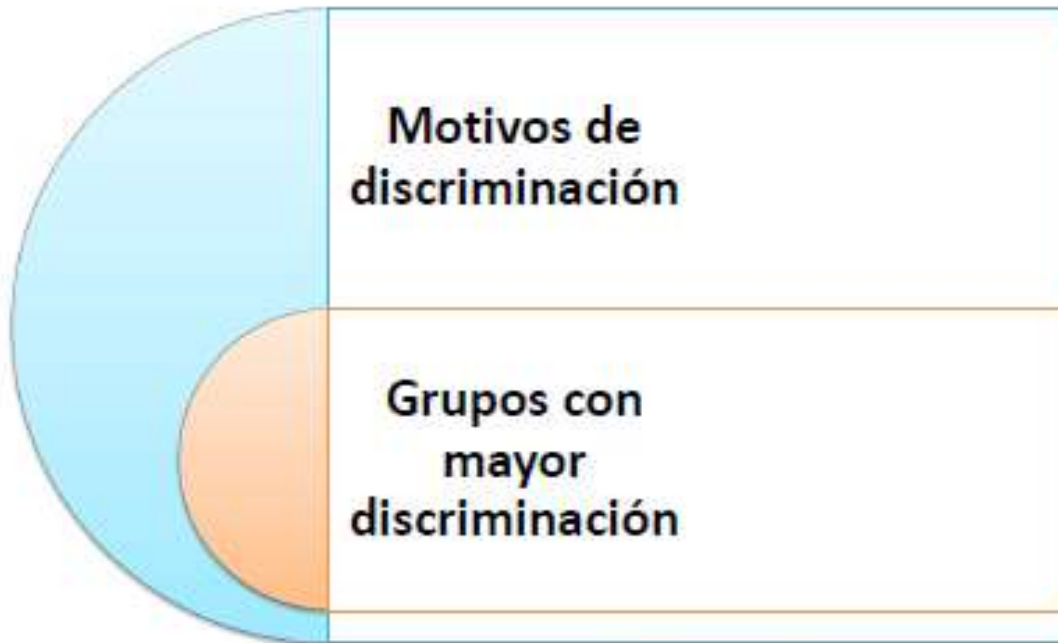 Motivos de
discriminación
Grupos con
mayor
discriminación